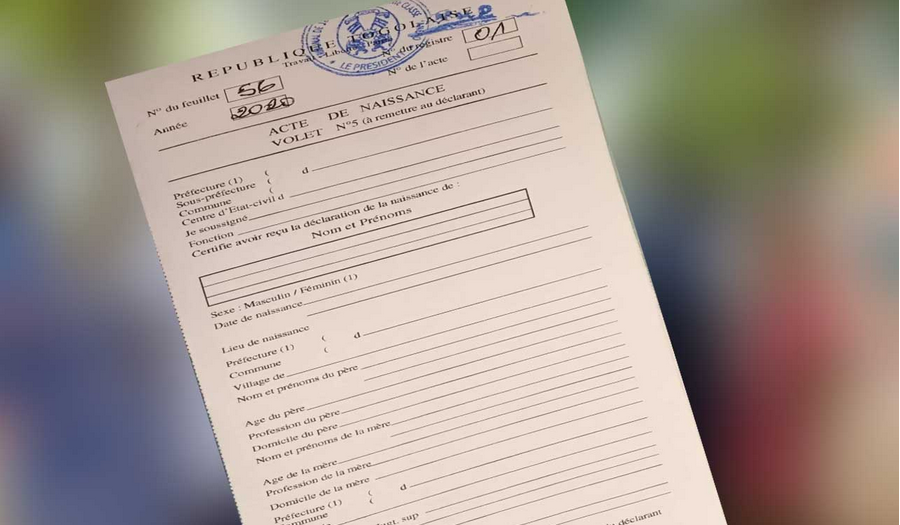 REPUBLIQUE TOGOLAISE
Travail - Liberté - Patrie
LE PRESIDENT
N° du feuillet 56
N° du registre 01
Année 2020
N° de l'acte
ACTE DE NAISSANCE
VOLET N°5 (à remettre au déclarant)
Préfecture (1) (
Sous-préfecture ( d
Commune (
Centre d'Etat-civil d
Je soussigné
Fonction
Certifie avoir reçu la déclaration de la naissance de :
Nom et Prénoms
Sexe : Masculin / Féminin (1)
Date de naissance
Lieu de naissance
Préfecture (1) ( d
Commune (
Village de
Nom et prénoms du père
Age du père
Profession du père
Domicile du père
Nom et prénoms de la mère
Age de la mère
Profession de la mère
Domicile de la mère
Préfecture (1) ( d
Commune (
sup
déclarant